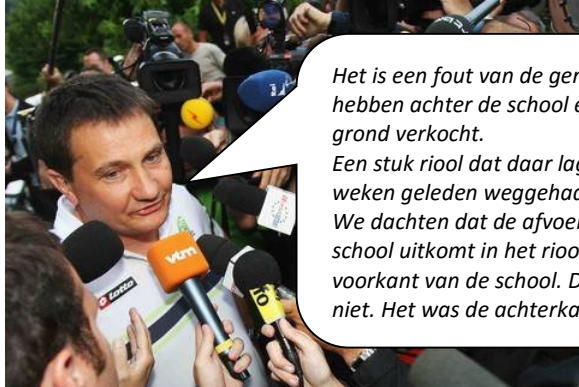 Het is een fout van de
hebben achter de school
grond verkocht.
Een stuk riool dat daar
weken geleden
We dachten dat de
school uitkomt in het
voorkant van de school.
niet. Het was de
vtm
Lotto